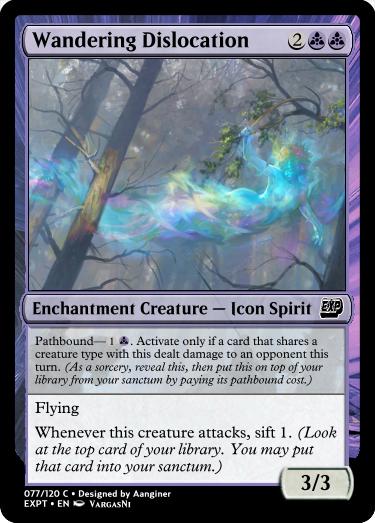 Wandering Dislocation
2
Enchantment Creature — Icon Spirit
EXP
Pathbound— 1 . Activate only if a card that shares a
creature type with this dealt damage to an opponent this
turn. (As a sorcery, reveal this, then put this on top of
your library from your sanctum by paying its pathbound cost.)
Flying
Whenever this creature attacks, sift 1. (Look
at the top card of your library. You may put
that card into your sanctum.)
3/3
077/120 C • Designed by Aanginer
EXPT • EN VargasNi